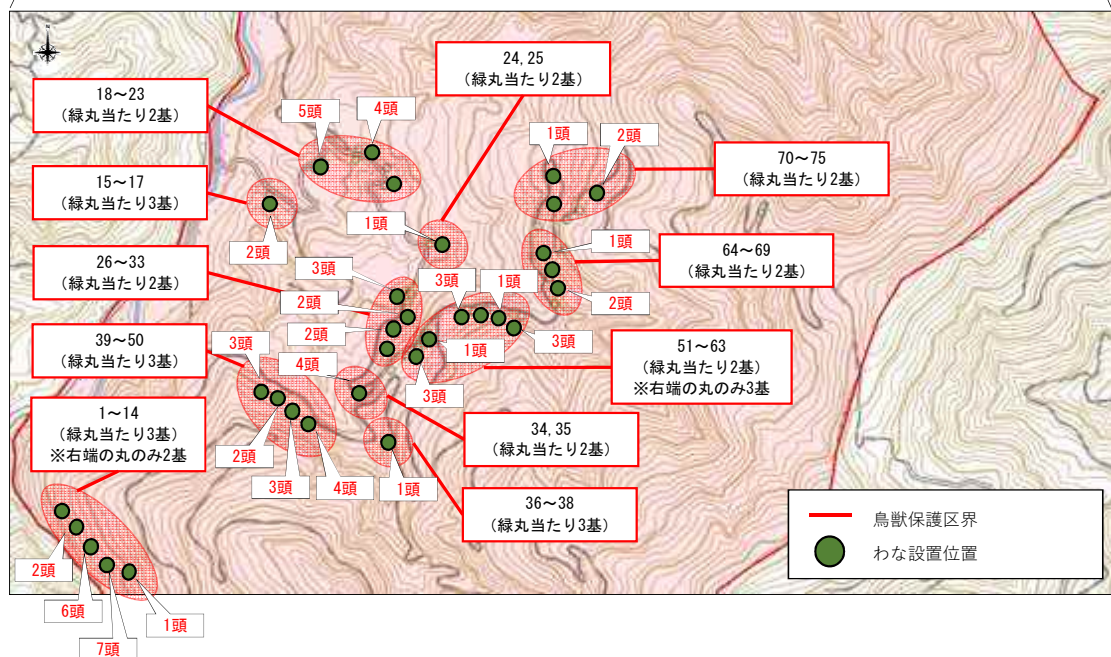 N
24, 25
(緑丸当たり2基)
18～23
(緑丸当たり2基)
5頭
4頭
1頭
2頭
70～75
(緑丸当たり2基)
15～17
(緑丸当たり3基)
2頭
1頭
1頭
64～69
(緑丸当たり2基)
2頭
26～33
(緑丸当たり2基)
3頭
2頭
2頭
3頭
1頭
3頭
1頭
3頭
51～63
(緑丸当たり2基)
※右端の丸のみ3基
39～50
(緑丸当たり3基)
3頭
2頭
3頭
4頭
4頭
34, 35
(緑丸当たり2基)
1頭
36～38
(緑丸当たり3基)
1～14
(緑丸当たり3基)
※右端の丸のみ2基
2頭
6頭
7頭
1頭
鳥獣保護区界
わな設置位置